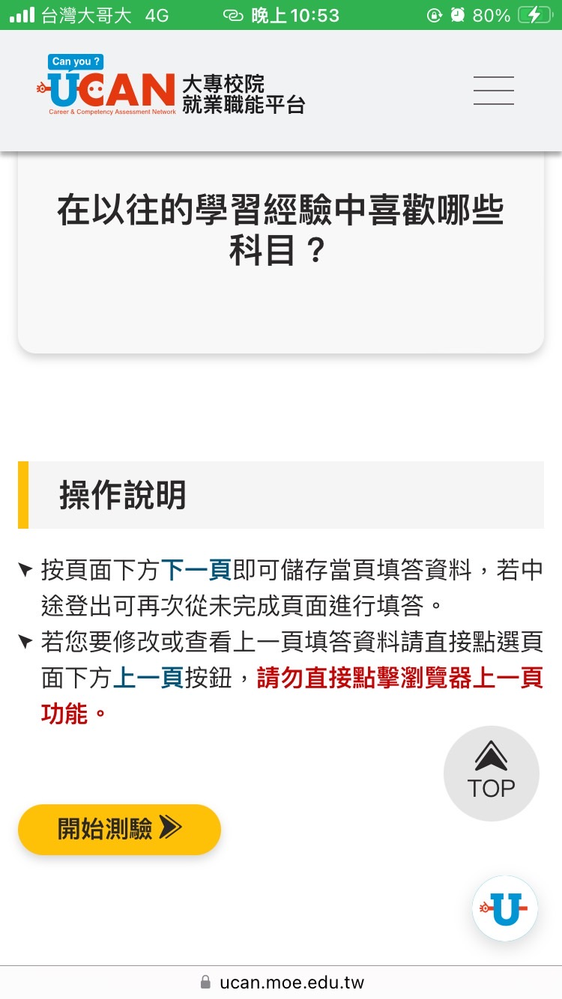 台灣大哥大 4G 晚上10:53 80%
Can you ?
UCAN
Career & Competency Assessment Network
大專校院
就業職能平台
在以往的學習經驗中喜歡哪些
科目?
操作說明
按頁面下方下一頁即可儲存當頁填答資料，若中
途登出可再次從未完成頁面進行填答。
若您要修改或查看上一頁填答資料請直接點選頁
面下方上一頁按鈕，請勿直接點擊瀏覽器上一頁
功能。
TOP
開始測驗
U
ucan.moe.edu.tw